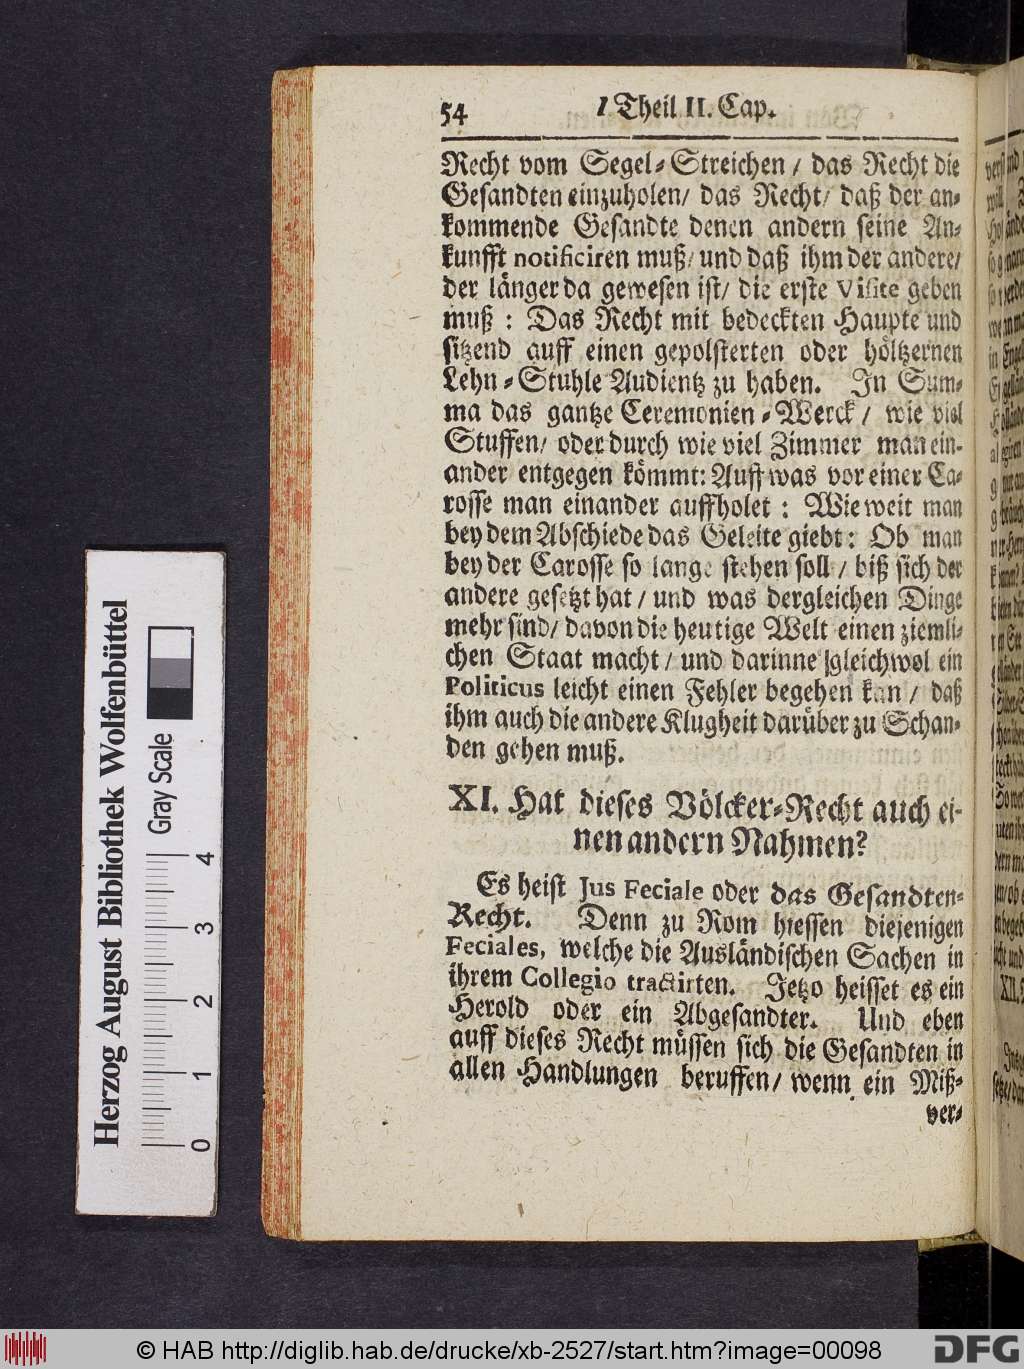 54
I Theil II. Cap.
Recht vom Segel-Streichen / das Recht die
Gesandten einzuholen/ das Recht/ daß der an-
kommende Gesandte denen andern seine An-
kunfft notificiren muß/ und daß ihm der andere/
der länger da gewesen ist/ die erste Visite geben
muß : Das Recht mit bedeckten Haupte und
sitzend auff einen gepolsterten oder höltzernen
Lehn-Stuhle Audientz zu haben. In Sum-
ma das gantze Ceremonien-Werck / wie viel
Stuffen/ oder durch wie viel Zimmer man ein-
ander entgegen kömmt: Auff was vor einer Ca-
rosse man einander auffholet : Wie weit man
bey dem Abschiede das Geleite giebt: Ob man
bey der Carosse so lange stehen soll / biß sich der
andere gesetzt hat / und was dergleichen Dinge
mehr sind/ davon die heutige Welt einen ziemli-
chen Staat macht / und darinne gleichwol ein
Politicus leicht einen Fehler begehen kan / daß
ihm auch die andere Klugheit darüber zu Schan-
den gehen muß.
XI. Hat dieses Völcker-Recht auch ei-
nen andern Nahmen?
Es heist Jus Feciale oder das Gesandten-
Recht. Denn zu Rom hiessen diejenigen
Feciales, welche die Ausländischen Sachen in
ihrem Collegio tractirten. Jetzo heisset es ein
Herold oder ein Abgesandter. Und eben
auff dieses Recht müssen sich die Gesandten in
allen Handlungen beruffen/ wenn ein Miß-
ver-
Herzog August Bibliothek Wolfenbüttel
Gray Scale
0 1 2 3 4
© HAB http://diglib.hab.de/drucke/xb-2527/start.htm?image=00098
DFG